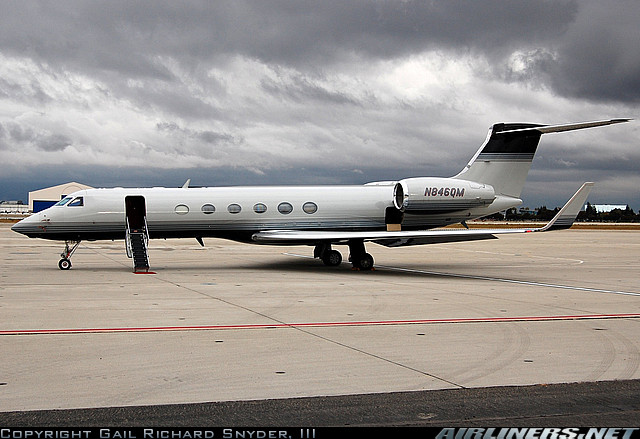 N846QM
Copyright Gail Richard Snyder, III
AIRLINERS.NET